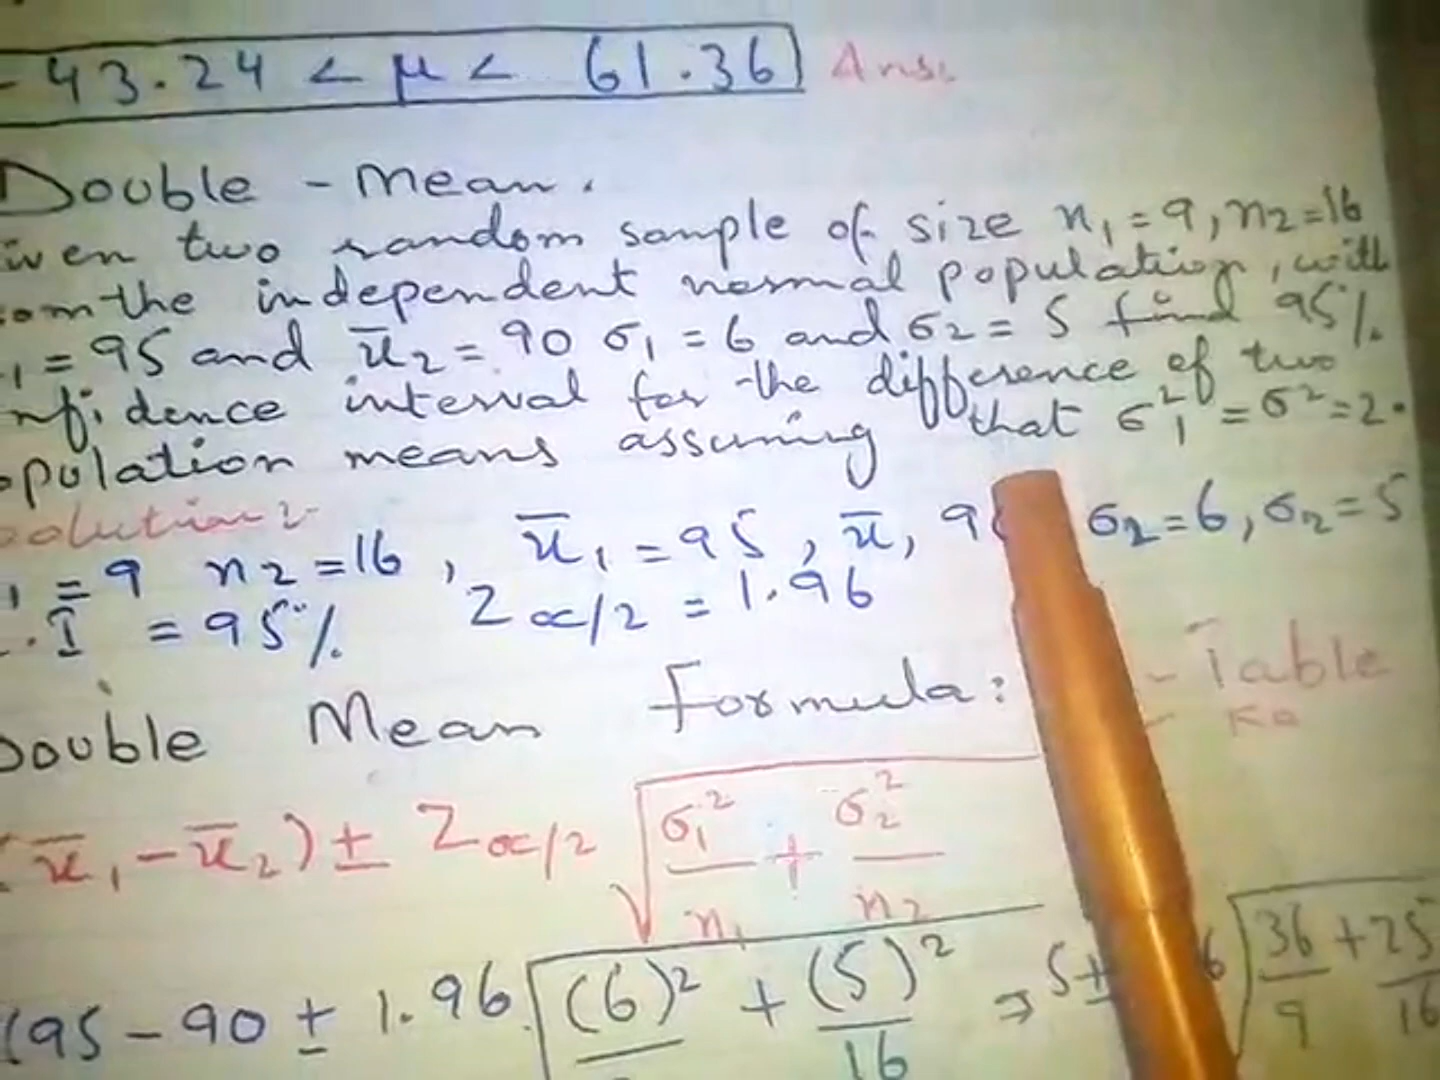 - 43.24 < μ < 61.36 Ans.
Double - Mean.
iven two random sample of size n₁ = 9, n₂ = 16
om the independent normal population, with
₁ = 95 and x̄₂ = 90 σ₁ = 6 and σ₂ = 5 find 95%
nfidence interval for the difference of two
opulation means assuming that σ₁² = σ² = 2.
Solution:
₁ = 9 n₂ = 16, x̄₁ = 95, x̄, 9 σ₂ = 6, σ₂ = 5
. I = 95% Z∝/2 = 1.96
Double Mean Formula: - Table
(x̄₁ - x̄₂) ± Z∝/2 √ σ₁²/n₁ + σ₂²/n₂
(95 - 90 ± 1.96 √ (6)² + (5)²/16 ⇒ 5 ± 6 √ 36/9 + 25/16